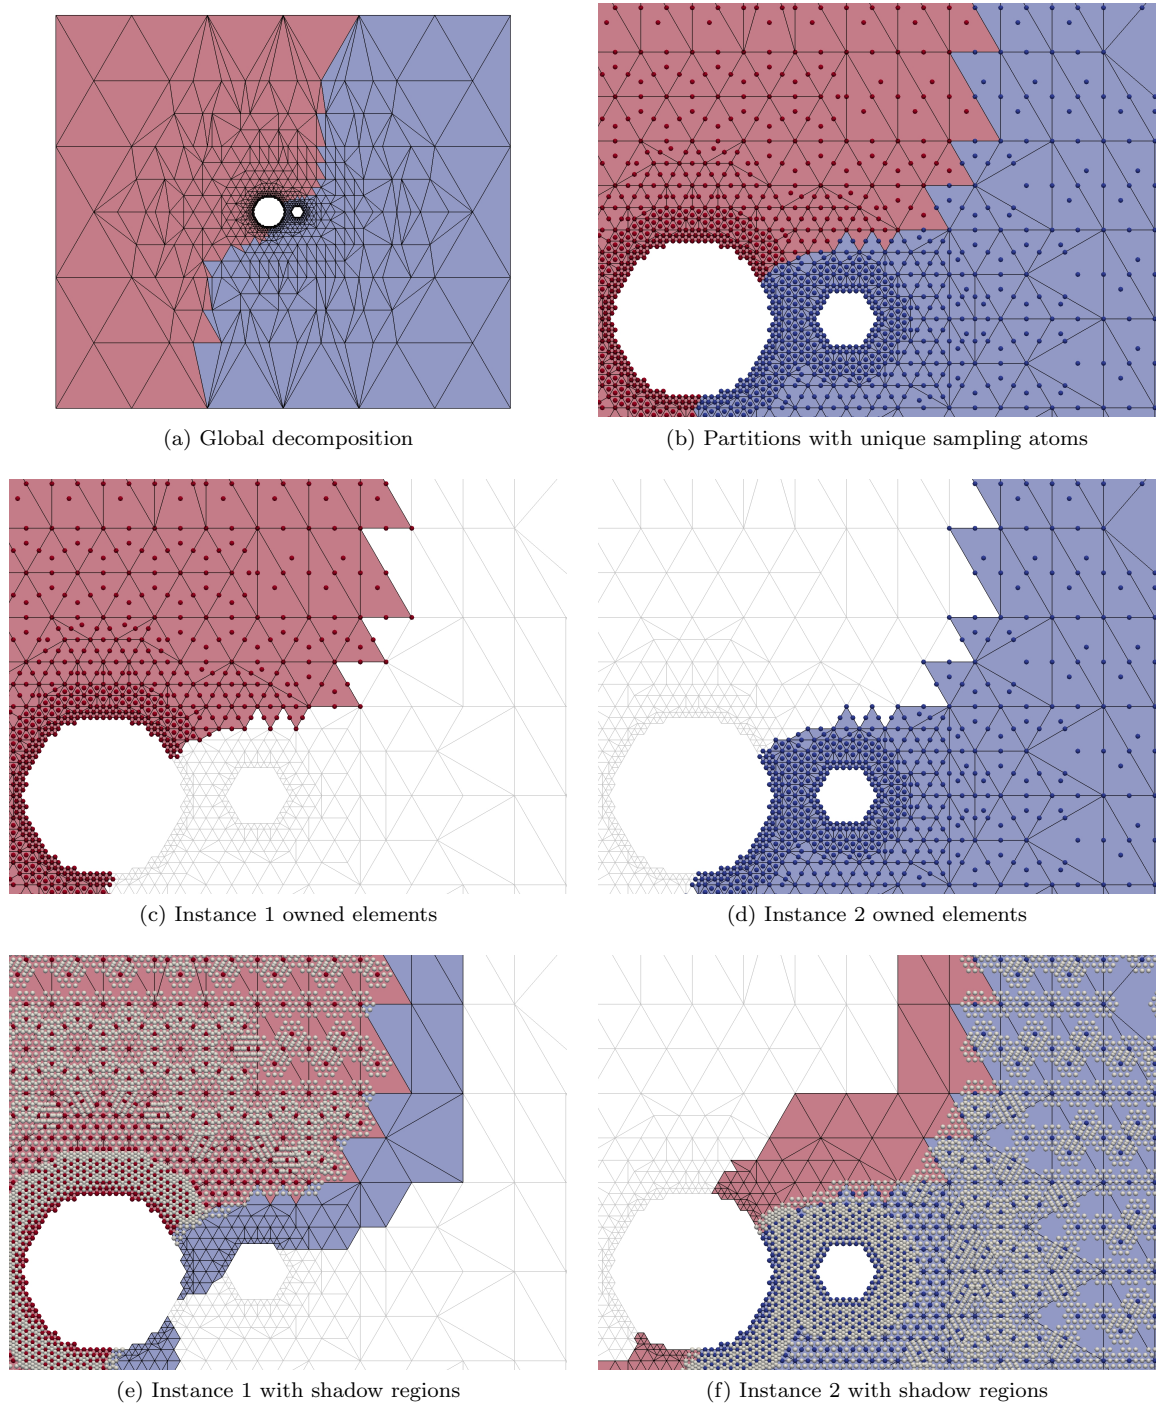 (a) Global decomposition
(b) Partitions with unique sampling atoms
(c) Instance 1 owned elements
(d) Instance 2 owned elements
(e) Instance 1 with shadow regions
(f) Instance 2 with shadow regions